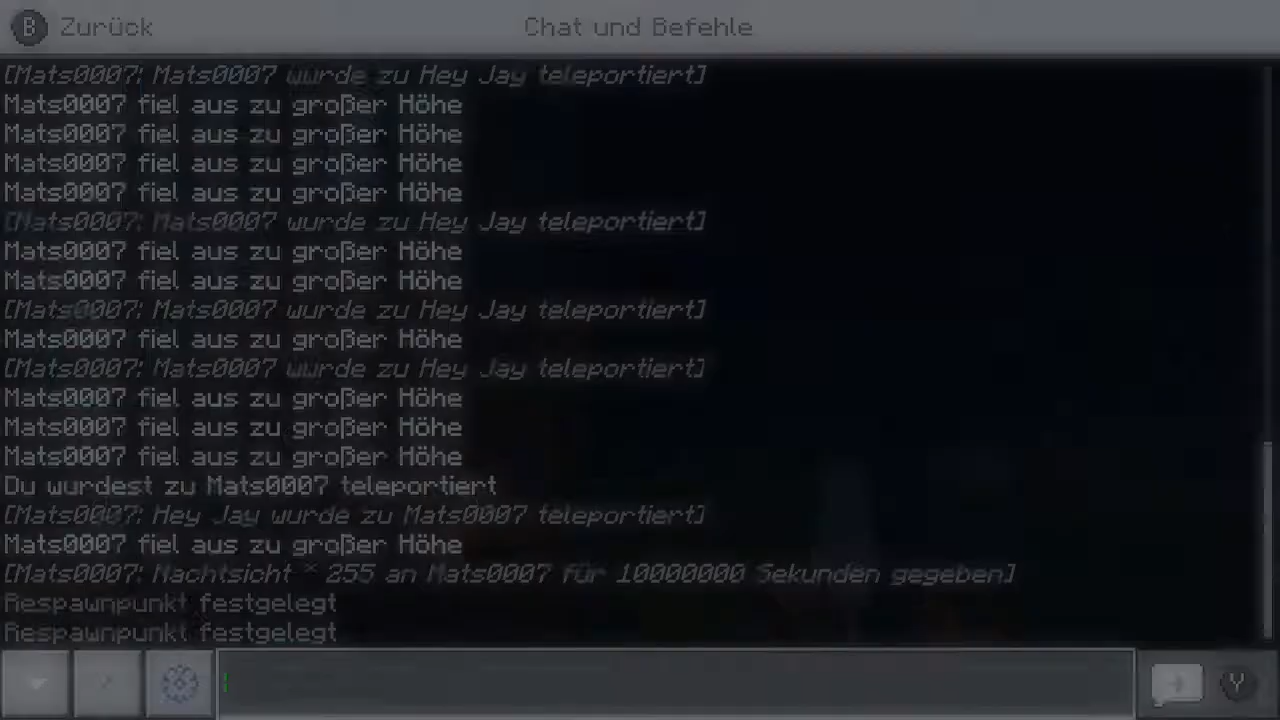 B Zurück
Chat und Befehle
[Mats0007: Mats0007 wurde zu Hey Jay teleportiert]
Mats0007 fiel aus zu großer Höhe
Mats0007 fiel aus zu großer Höhe
Mats0007 fiel aus zu großer Höhe
Mats0007 fiel aus zu großer Höhe
[Mats0007: Mats0007 wurde zu Hey Jay teleportiert]
Mats0007 fiel aus zu großer Höhe
Mats0007 fiel aus zu großer Höhe
[Mats0007: Mats0007 wurde zu Hey Jay teleportiert]
Mats0007 fiel aus zu großer Höhe
[Mats0007: Mats0007 wurde zu Hey Jay teleportiert]
Mats0007 fiel aus zu großer Höhe
Mats0007 fiel aus zu großer Höhe
Mats0007 fiel aus zu großer Höhe
Du wurdest zu Mats0007 teleportiert
[Mats0007: Hey Jay wurde zu Mats0007 teleportiert]
Mats0007 fiel aus zu großer Höhe
[Mats0007: Nachtsicht * 255 an Mats0007 für 10000000 Sekunden gegeben]
Respawnpunkt festgelegt
Respawnpunkt festgelegt
Y